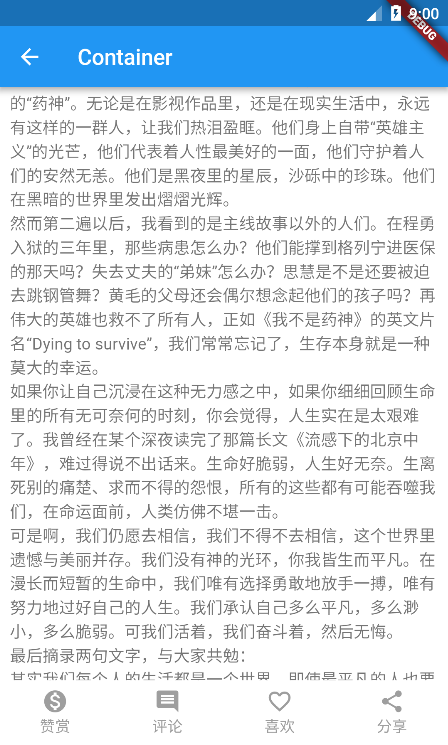 9:00
DEBUG
Container
的“药神”。无论是在影视作品里，还是在现实生活中，永远
有这样的一群人，让我们热泪盈眶。他们身上自带“英雄主
义”的光芒，他们代表着人性最美好的一面，他们守护着人
们的安然无恙。他们是黑夜里的星辰，沙砾中的珍珠。他们
在黑暗的世界里发出熠熠光辉。
然而第二遍以后，我看到的是主线故事以外的人们。在程勇
入狱的三年里，那些病患怎么办？他们能撑到格列宁进医保
的那天吗？失去丈夫的“弟妹”怎么办？思慧是不是还要被迫
去跳钢管舞？黄毛的父母还会偶尔想念起他们的孩子吗？再
伟大的英雄也救不了所有人，正如《我不是药神》的英文片
名“Dying to survive”，我们常常忘记了，生存本身就是一种
莫大的幸运。
如果你让自己沉浸在这种无力感之中，如果你细细回顾生命
里的所有无可奈何的时刻，你会觉得，人生实在是太艰难
了。我曾经在某个深夜读完了那篇长文《流感下的北京中
年》，难过得说不出话来。生命好脆弱，人生好无奈。生离
死别的痛楚、求而不得的怨恨，所有的这些都有可能吞噬我
们，在命运面前，人类仿佛不堪一击。
可是啊，我们仍愿去相信，我们不得不去相信，这个世界里
遗憾与美丽并存。我们没有神的光环，你我皆生而平凡。在
漫长而短暂的生命中，我们唯有选择勇敢地放手一搏，唯有
努力地过好自己的人生。我们承认自己多么平凡，多么渺
小，多么脆弱。可我们活着，我们奋斗着，然后无悔。
最后摘录两句文字，与大家共勉：
其实我们每个人的生活都是一个世界，即使最平凡的人也要
赞赏
评论
喜欢
分享